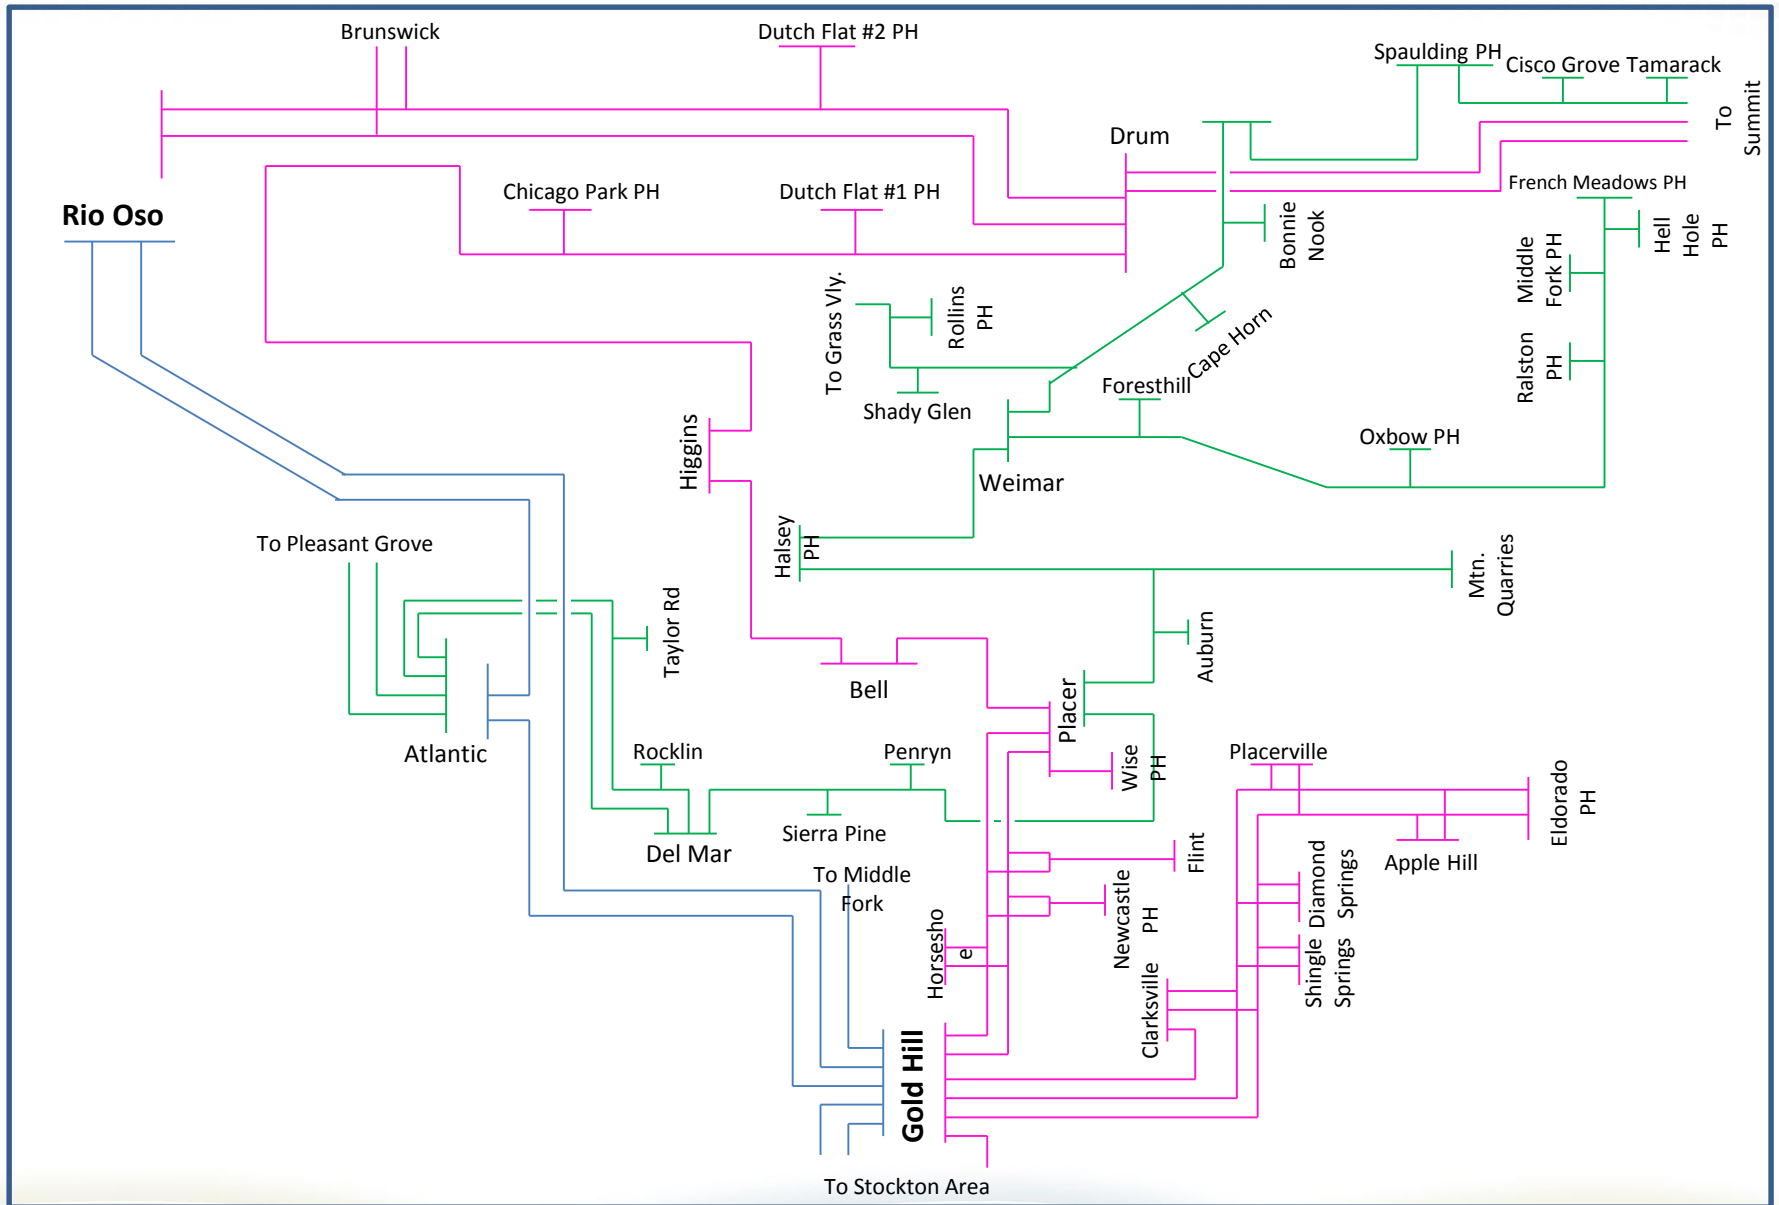 Brunswick
Dutch Flat #2 PH
Spaulding PH
Cisco Grove
Tamarack
To
Summit
Drum
Chicago Park PH
Dutch Flat #1 PH
French Meadows PH
Rio Oso
Bonnie
Nook
Hell
Hole
PH
Middle
Fork PH
To Grass Vly.
Rollins
PH
Cape Horn
Ralston
PH
Foresthill
Shady Glen
Oxbow PH
Higgins
Weimar
Halsey
PH
To Pleasant Grove
Mtn.
Quarries
Taylor Rd
Auburn
Bell
Placer
Atlantic
Rocklin
Penryn
Wise
PH
Placerville
Eldorado
PH
Sierra Pine
Del Mar
Flint
Apple Hill
To Middle
Fork
Diamond
Springs
Newcastle
PH
Horsesho
e
Shingle
Springs
Clarksville
Gold Hill
To Stockton Area